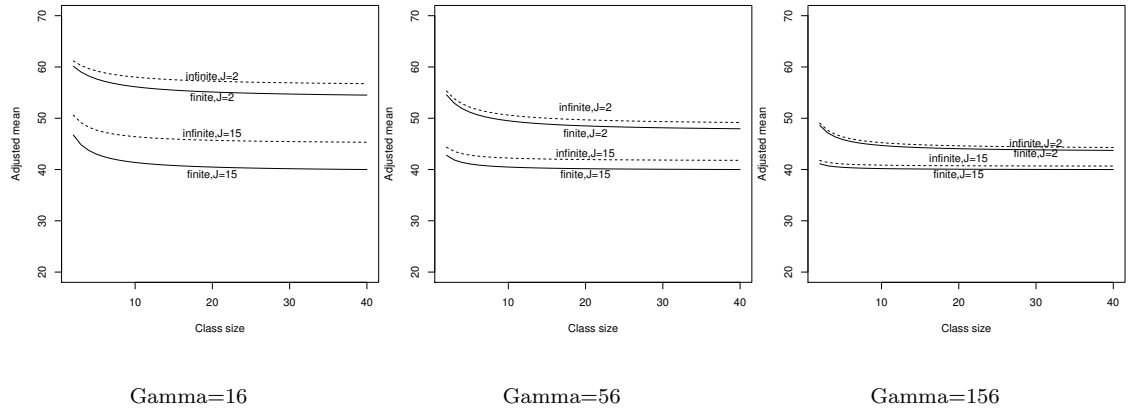 Adjusted mean
70
60
50
40
30
20
infinite,J=2
finite,J=2
infinite,J=15
finite,J=15
10 20 30 40
Class size
Gamma=16
Adjusted mean
70
60
50
40
30
20
infinite,J=2
finite,J=2
infinite,J=15
finite,J=15
10 20 30 40
Class size
Gamma=56
Adjusted mean
70
60
50
40
30
20
infinite,J=2
finite,J=2
infinite,J=15
finite,J=15
10 20 30 40
Class size
Gamma=156